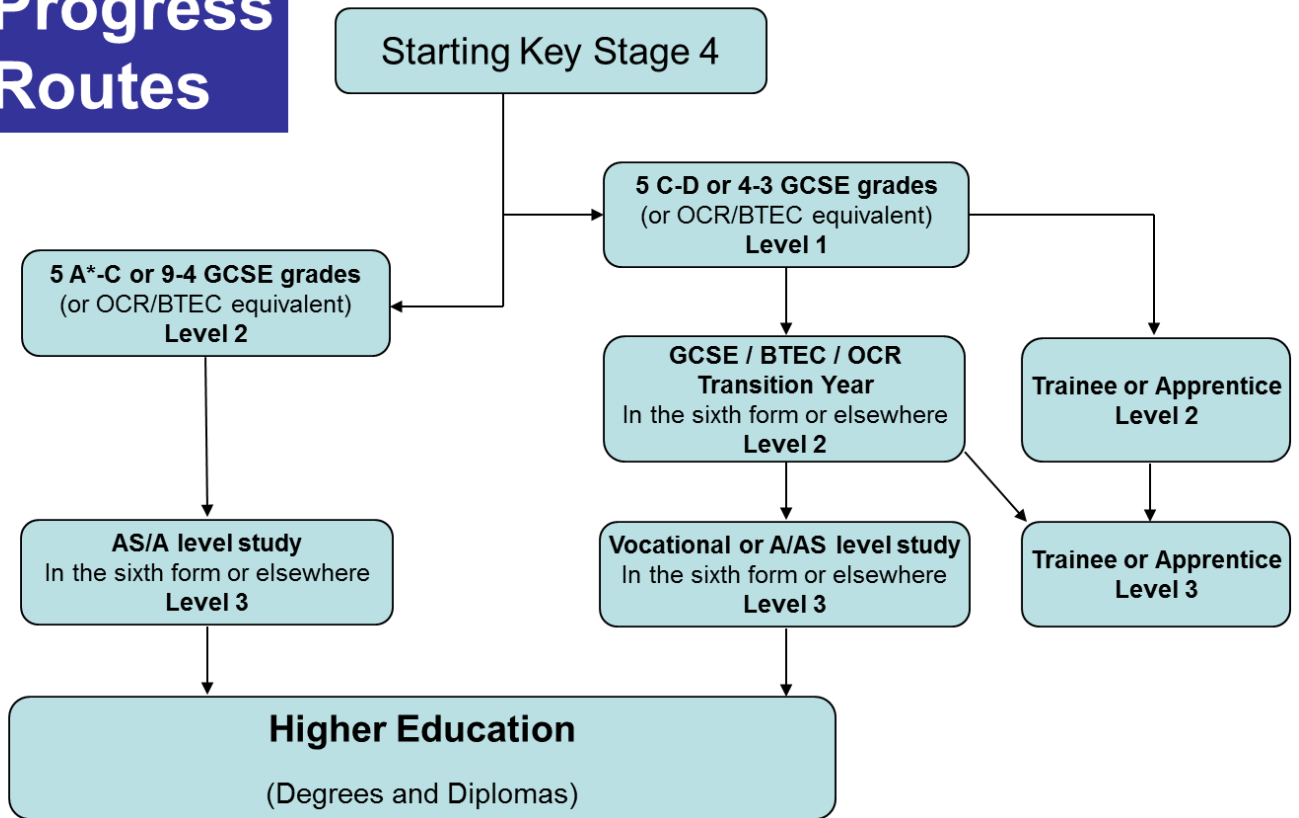 Progress
Routes
Starting Key Stage 4
5 C-D or 4-3 GCSE grades
(or OCR/BTEC equivalent)
Level 1
5 A*-C or 9-4 GCSE grades
(or OCR/BTEC equivalent)
Level 2
GCSE / BTEC / OCR
Transition Year
In the sixth form or elsewhere
Level 2
Trainee or Apprentice
Level 2
AS/A level study
In the sixth form or elsewhere
Level 3
Vocational or A/AS level study
In the sixth form or elsewhere
Level 3
Trainee or Apprentice
Level 3
Higher Education
(Degrees and Diplomas)